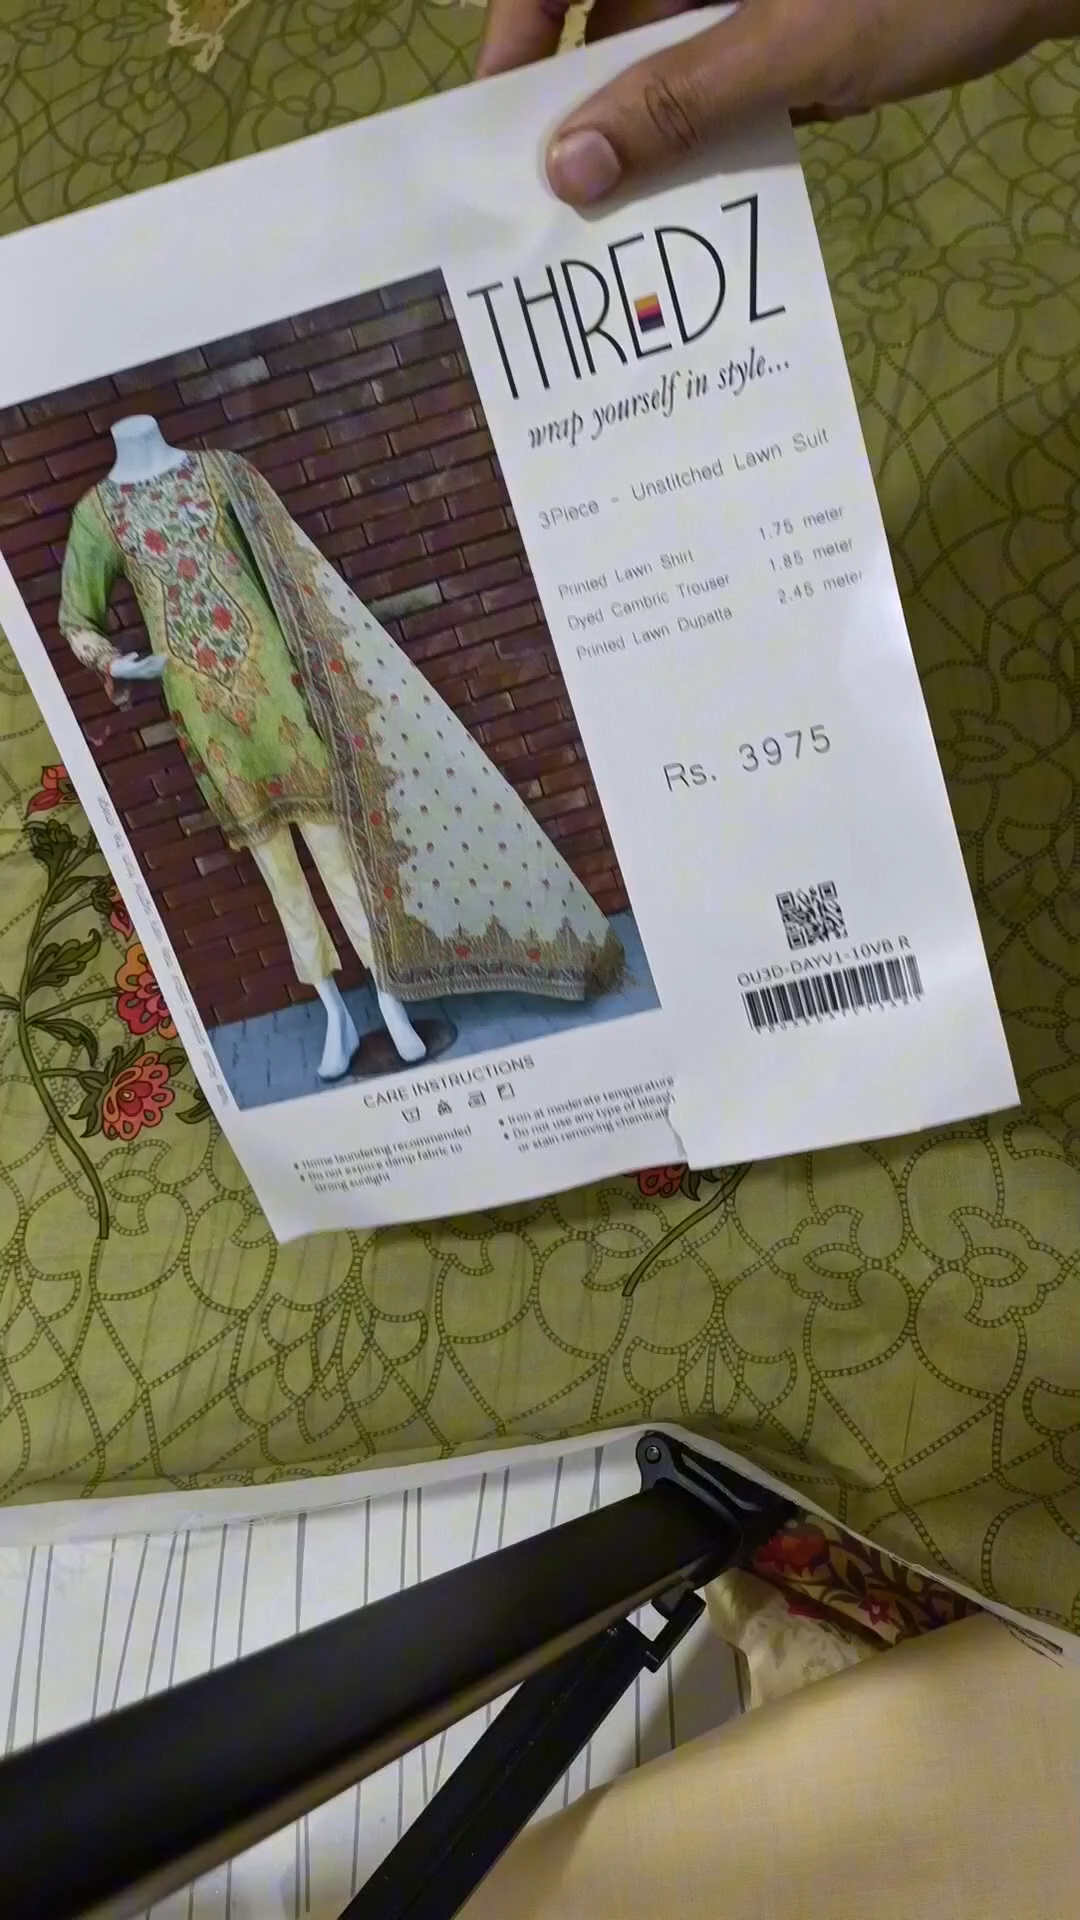 THREDZ
wrap yourself in style...
3Piece - Unstitched Lawn Suit
Printed Lawn Shirt 1.75 meter
Dyed Cambric Trouser 1.85 meter
Printed Lawn Dupatta 2.45 meter
Rs. 3975
OU3D-DAYV1-10VB R
CARE INSTRUCTIONS
• Home laundering recommended
• Do not expore damp fabric to
strong sunlight
• Iron at moderate temperature
• Do not use any type of bleach
or stain removing chemical